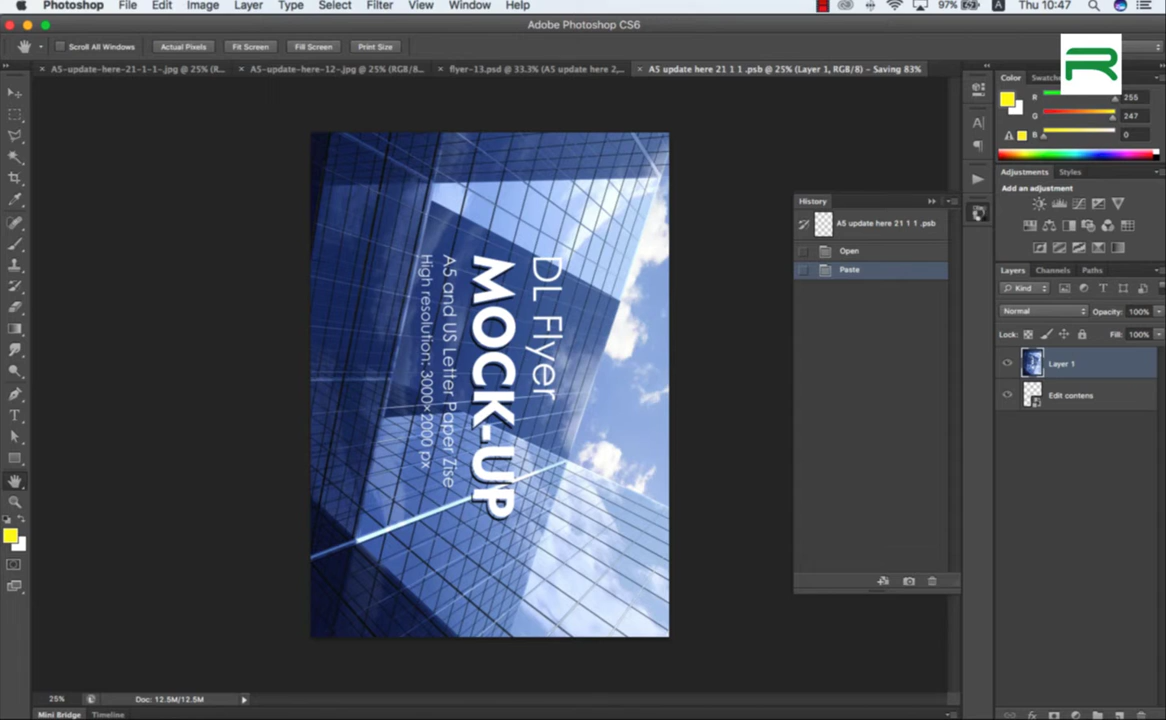 Photoshop File Edit Image Layer Type Select Filter View Window Help 97% A Thu 10:47
Adobe Photoshop CS6
Scroll All Windows Actual Pixels Fit Screen Fill Screen Print Size
× A5-update-here-21-1-1-.jpg @ 25% (R... × A5-update-here-12-.jpg @ 25% (RGB/8... × flyer-13.psd @ 33.3% (A5 update here 2,... × A5 update here 21 1 1 .psb @ 25% (Layer 1, RGB/8) – Saving 83%
R
Color Swatches
R 255
G 247
B 0
Adjustments Styles
Add an adjustment
History
A5 update here 21 1 1 .psb
Open
Paste
Layers Channels Paths
Kind
Normal Opacity: 100%
Lock: Fill: 100%
Layer 1
Edit contens
DL Flyer
MOCK-UP
A5 and US Letter Paper Zise
High resolution: 3000×2000 px
25% Doc: 12.5M/12.5M
Mini Bridge Timeline